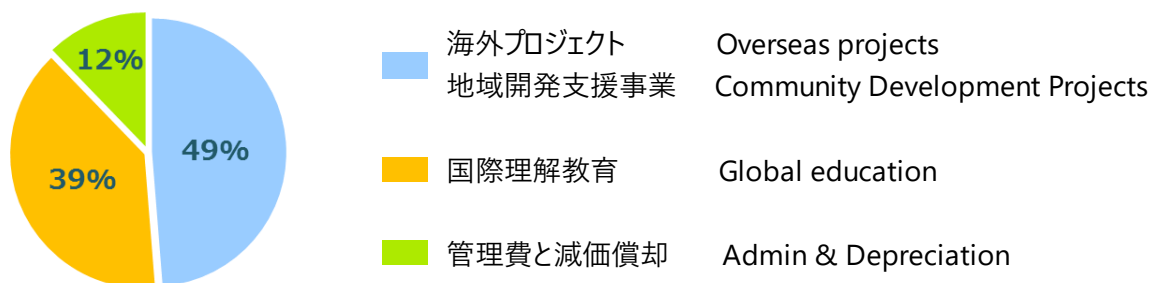 12%
49%
39%
海外プロジェクト Overseas projects
地域開発支援事業 Community Development Projects
国際理解教育 Global education
管理費と減価償却 Admin & Depreciation